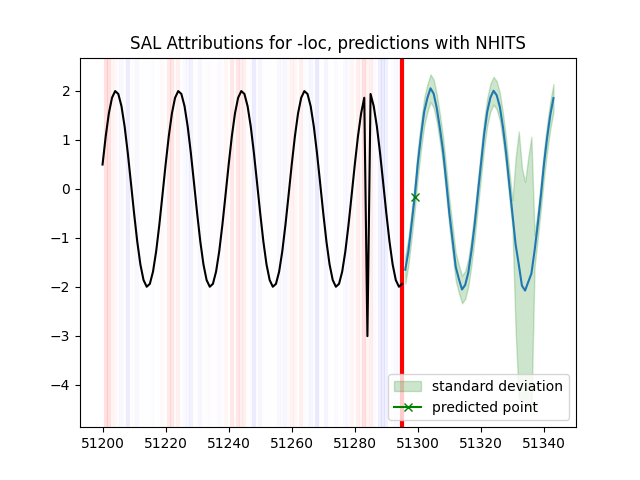 SAL Attributions for -loc, predictions with NHITS
2
1
0
−1
−2
−3
−4
standard deviation
predicted point
51200 51220 51240 51260 51280 51300 51320 51340